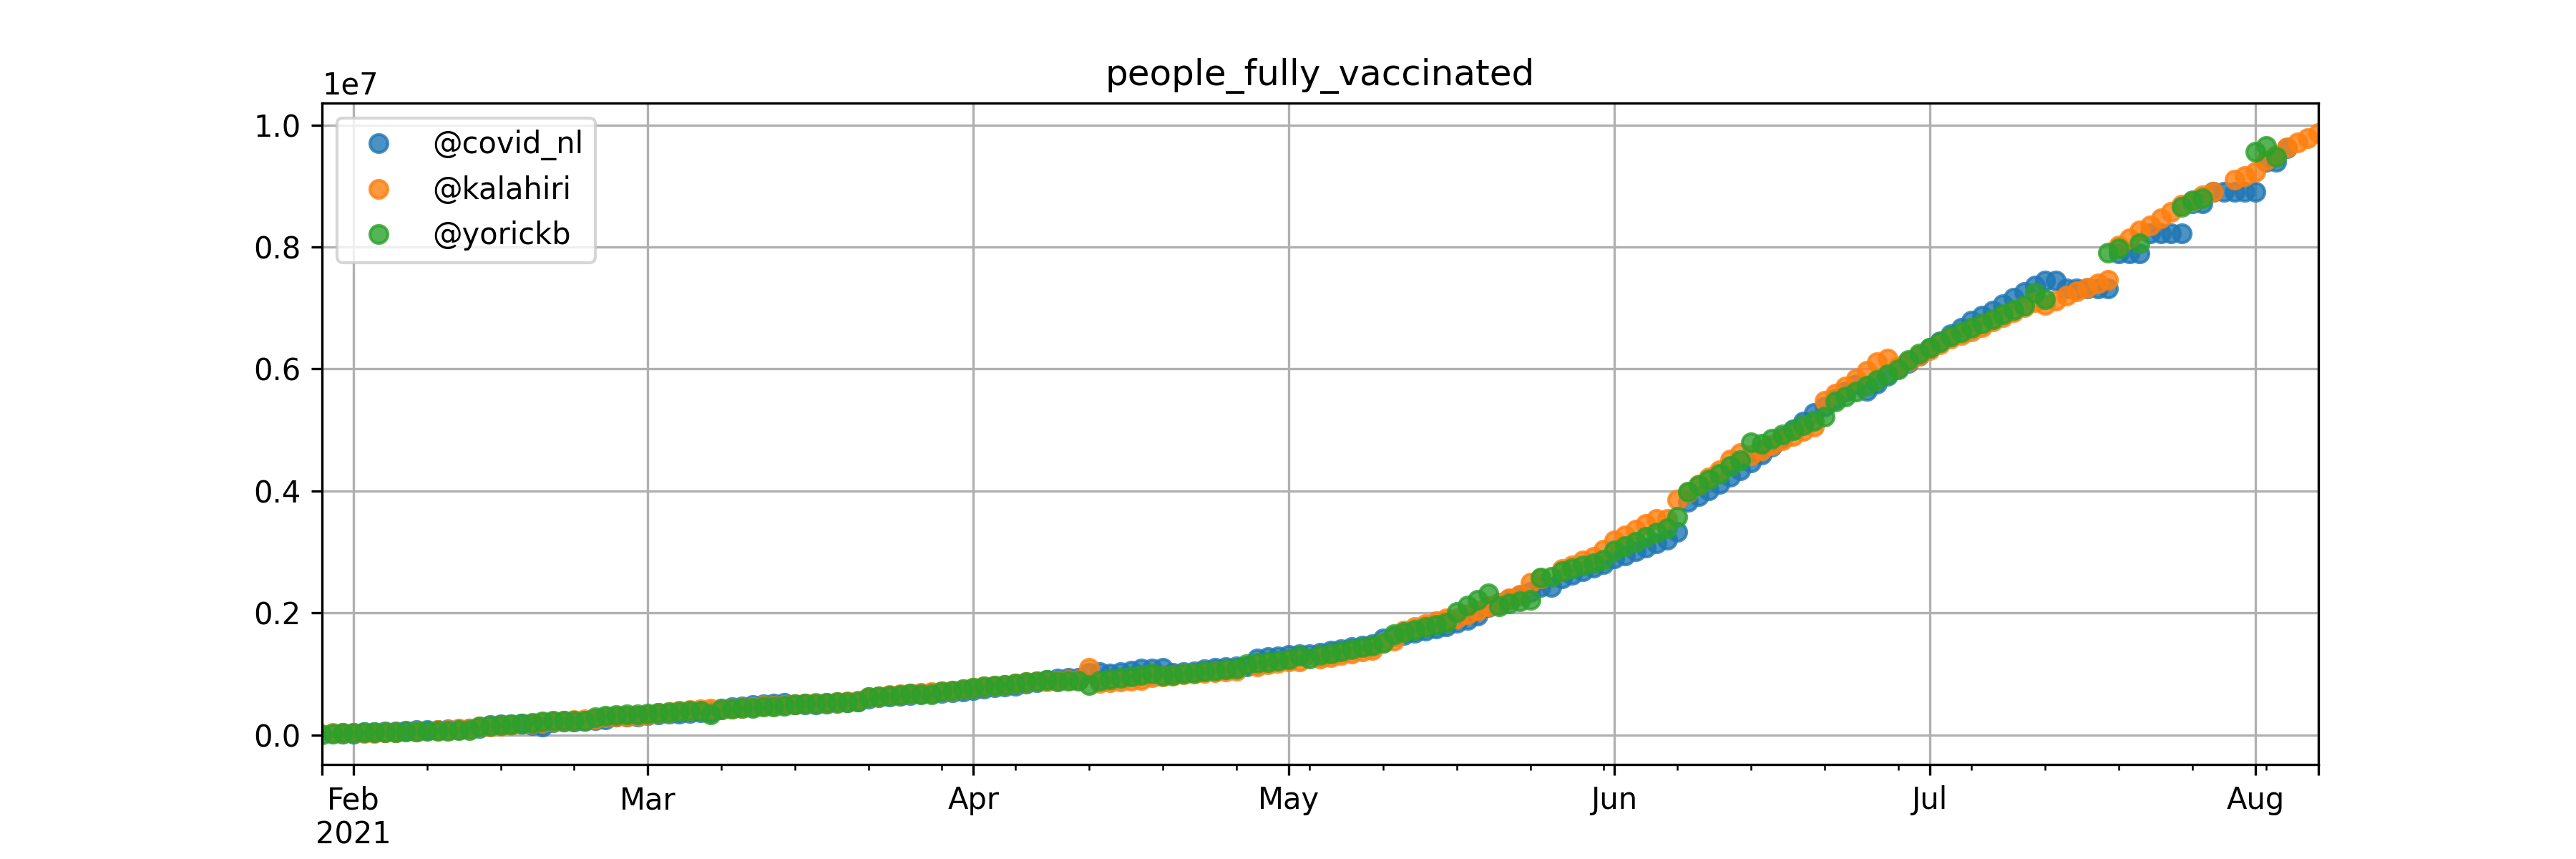 people_fully_vaccinated
1e7
1.0
0.8
0.6
0.4
0.2
0.0
@covid_nl
@kalahiri
@yorickb
Feb Mar Apr May Jun Jul Aug
2021